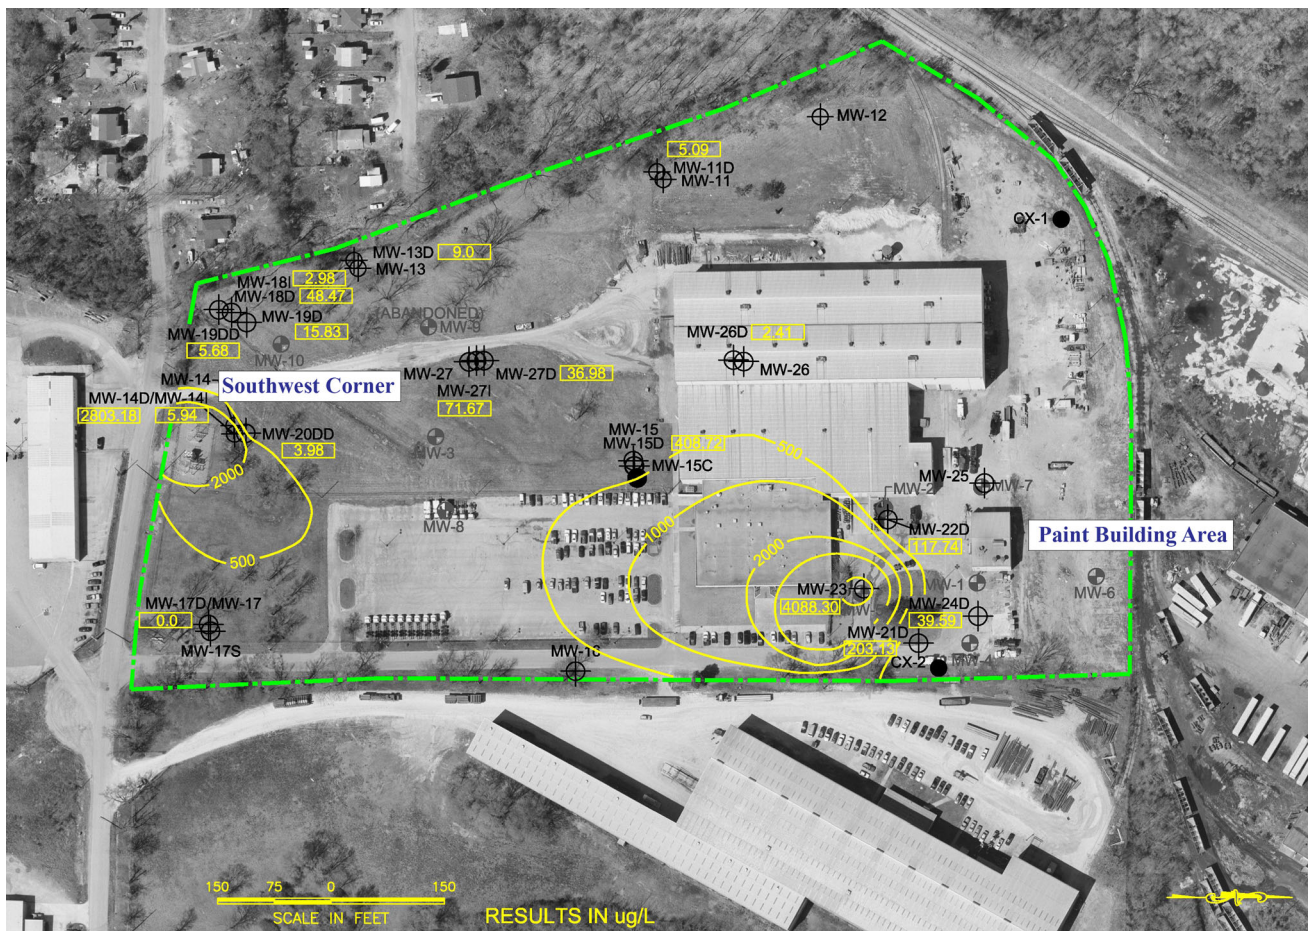 MW-12
5.09
MW-11D
MW-11
CX-1
MW-13D 9.0
MW-13
MW-18I 2.98
MW-18D 48.47
MW-19D
15.83
MW-19DD
5.68
(ABANDONED)
MW-9
MW-10
MW-26D 2.41
MW-26
MW-27 MW-27D 36.98
MW-27I
71.67
MW-14
Southwest Corner
MW-14D/MW-14I
2803.18 5.94
MW-20DD
3.98
2000
500
MW-3
MW-15
MW-15D 408.72
MW-15C
500
MW-25
MW-7
MW-2
MW-8
MW-22D
117.74
1000
2000
Paint Building Area
MW-1
MW-6
MW-23
4088.30
MW-24D
39.59
MW-21D
203.13
CX-2
MW-4
MW-17D/MW-17
0.0
MW-17S
MW-16
150 75 0 150
SCALE IN FEET
RESULTS IN ug/L